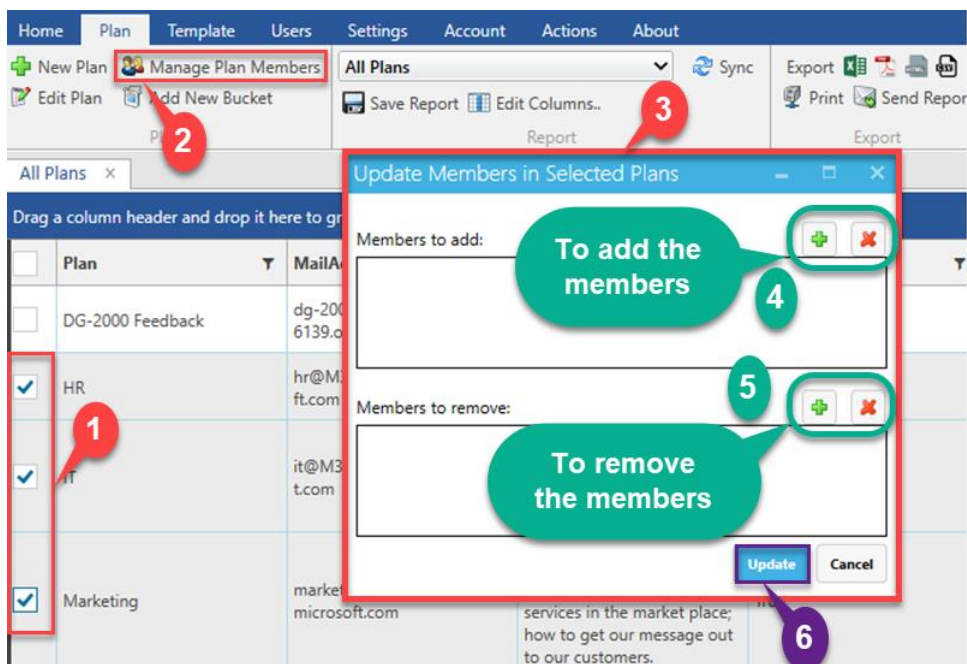 Home Plan Template Users Settings Account Actions About
New Plan Manage Plan Members All Plans Sync Export
Edit Plan Add New Bucket Save Report Edit Columns.. Print Send Repor
2
3
Report Export
All Plans ×
Update Members in Selected Plans
Drag a column header and drop it here to gr
Plan MailA
Members to add:
To add the
members
4
DG-2000 Feedback
dg-200
6139.o
HR
hr@M
ft.com
5
Members to remove:
1
IT
it@M3
t.com
To remove
the members
Update Cancel
6
Marketing
market
microsoft.com
services in the market place;
how to get our message out
to our customers.